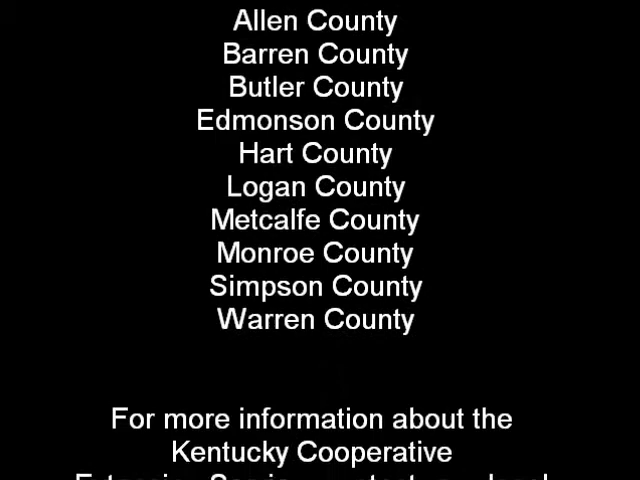 Allen County
Barren County
Butler County
Edmonson County
Hart County
Logan County
Metcalfe County
Monroe County
Simpson County
Warren County
For more information about the
Kentucky Cooperative